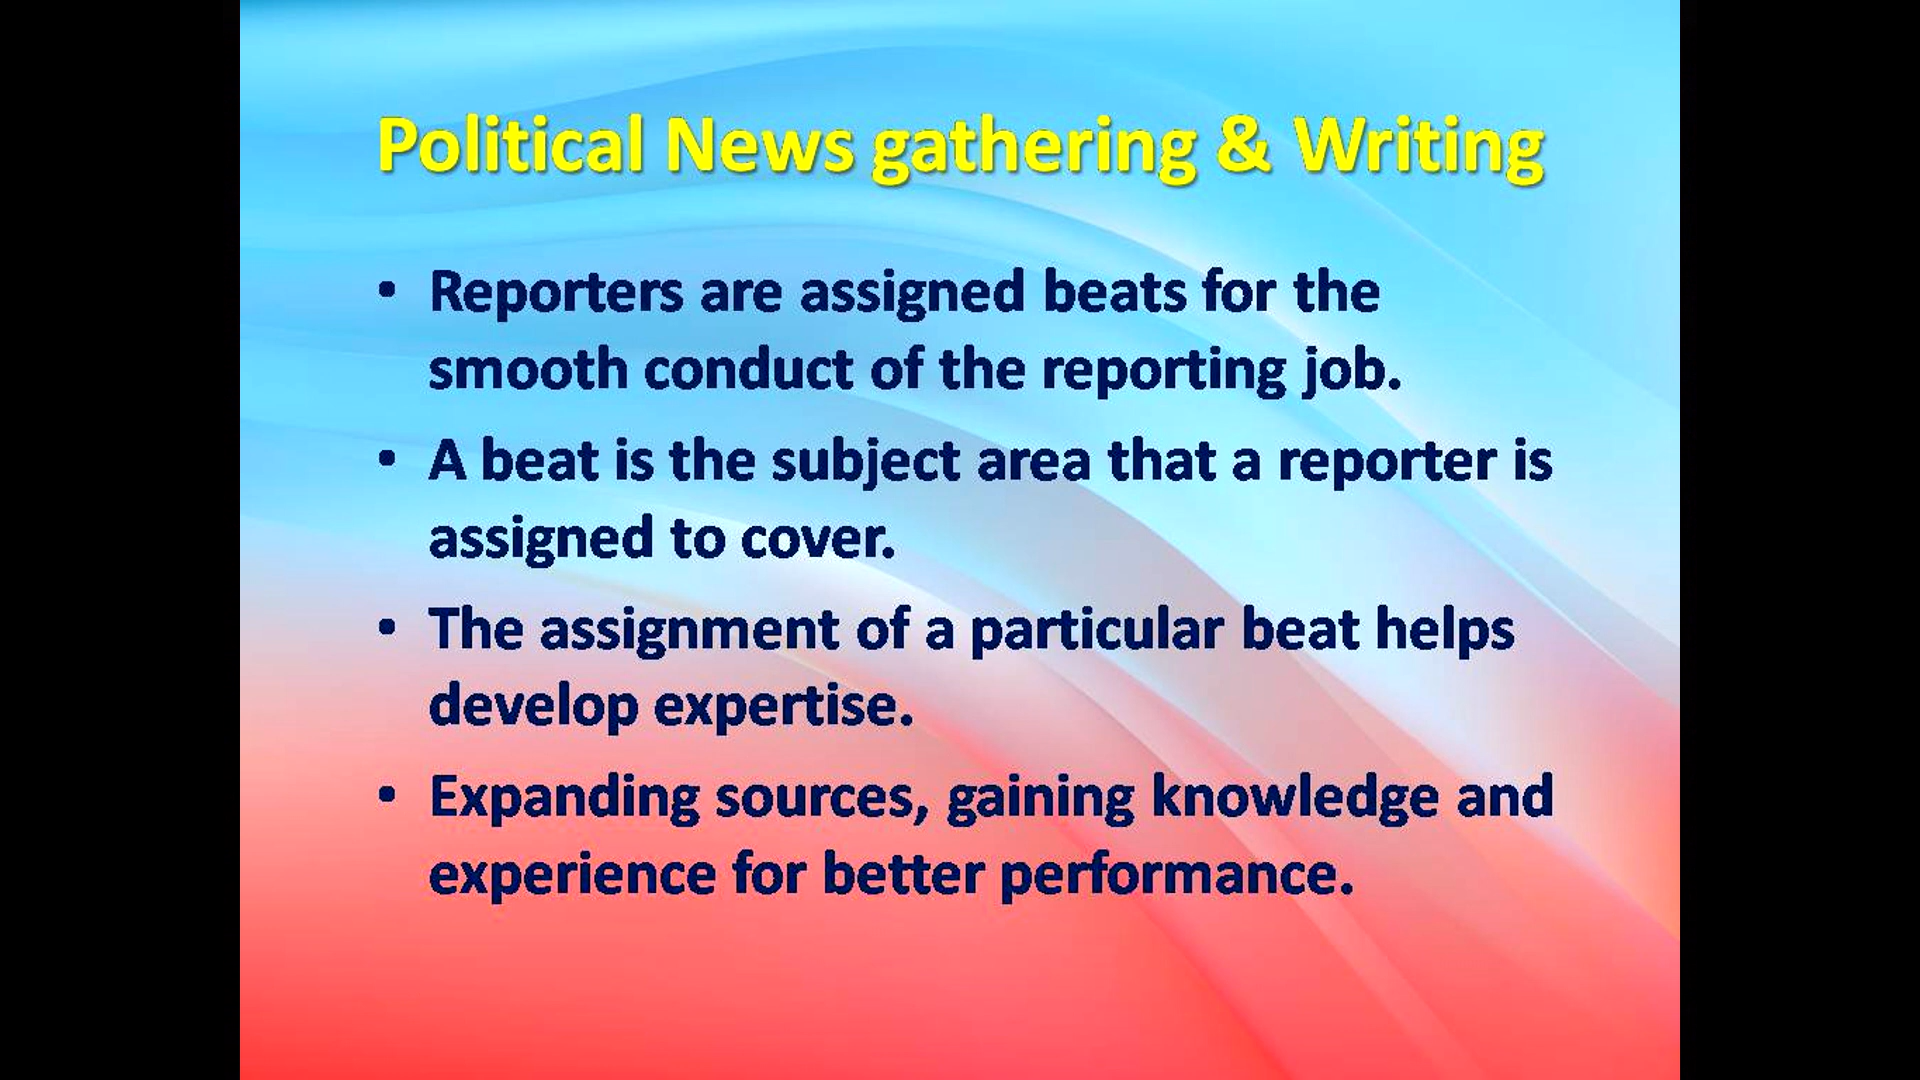 Political News gathering & Writing
• Reporters are assigned beats for the
smooth conduct of the reporting job.
• A beat is the subject area that a reporter is
assigned to cover.
• The assignment of a particular beat helps
develop expertise.
• Expanding sources, gaining knowledge and
experience for better performance.